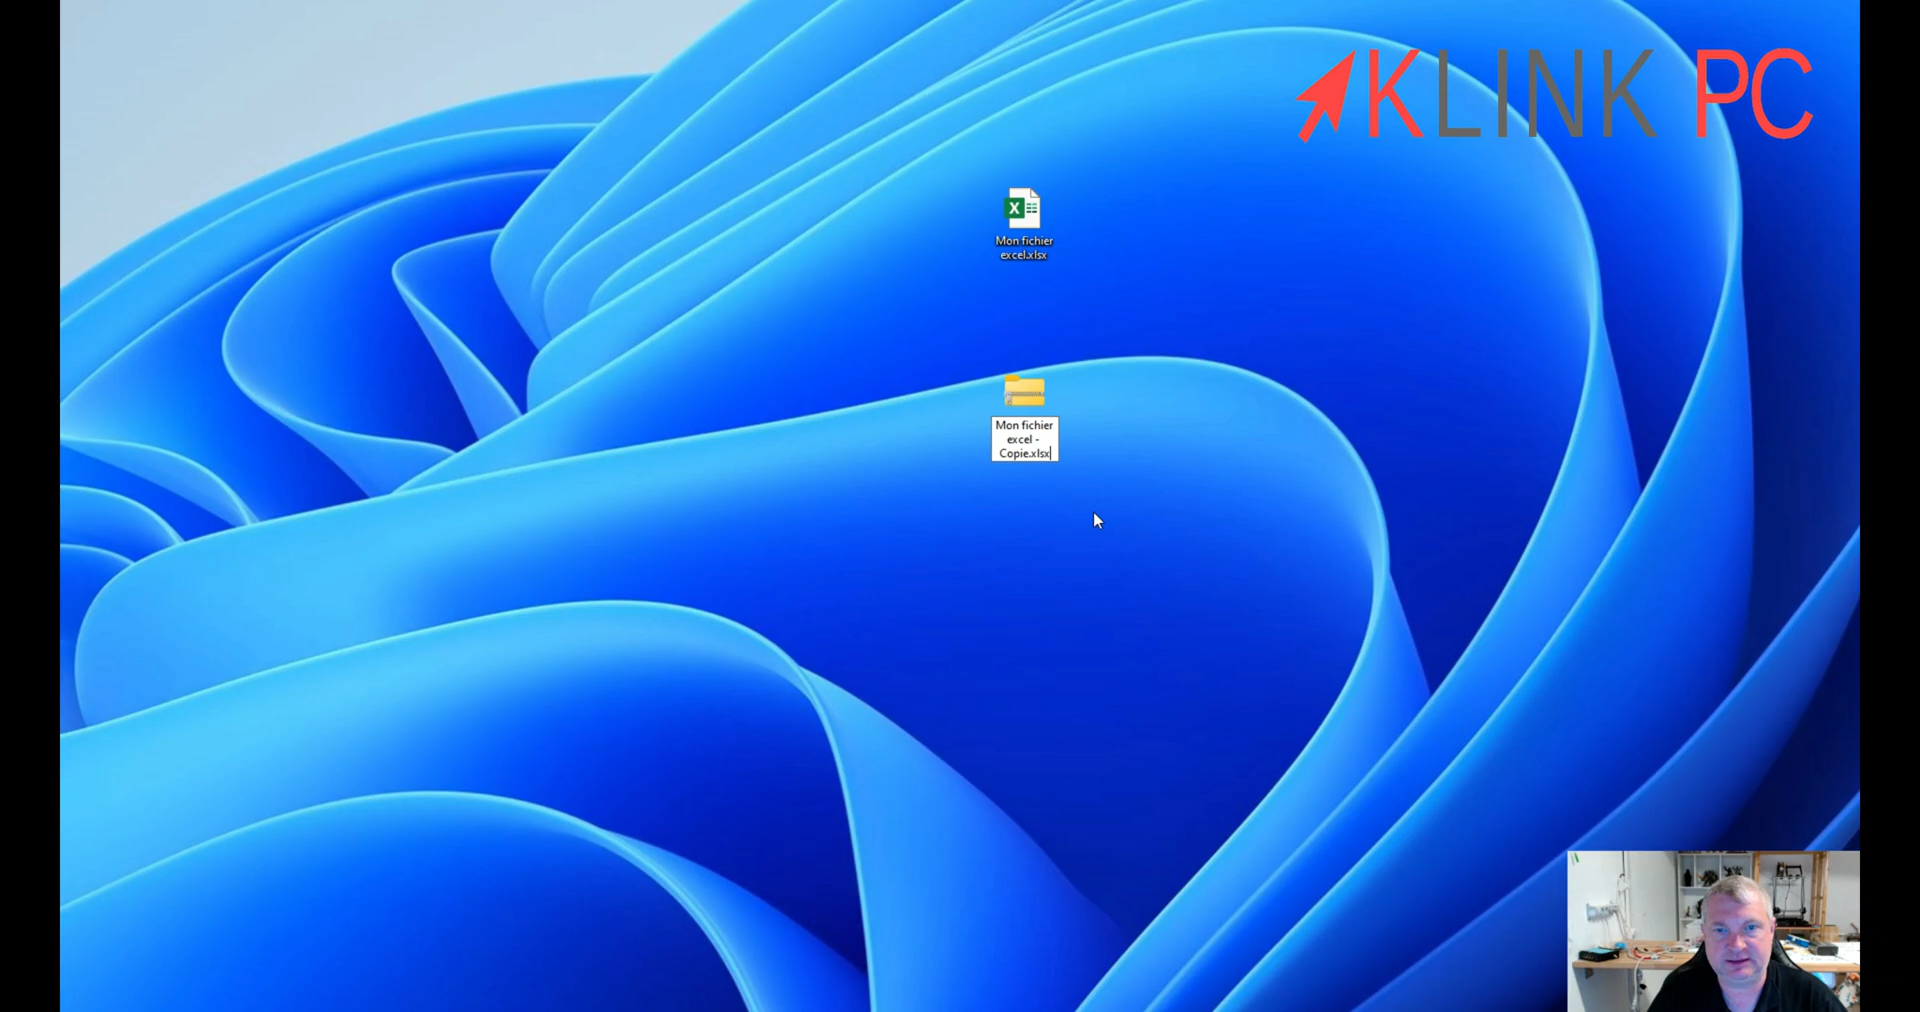 KLINK PC
Mon fichier
excel.xlsx
Mon fichier
excel -
Copie.xlsx